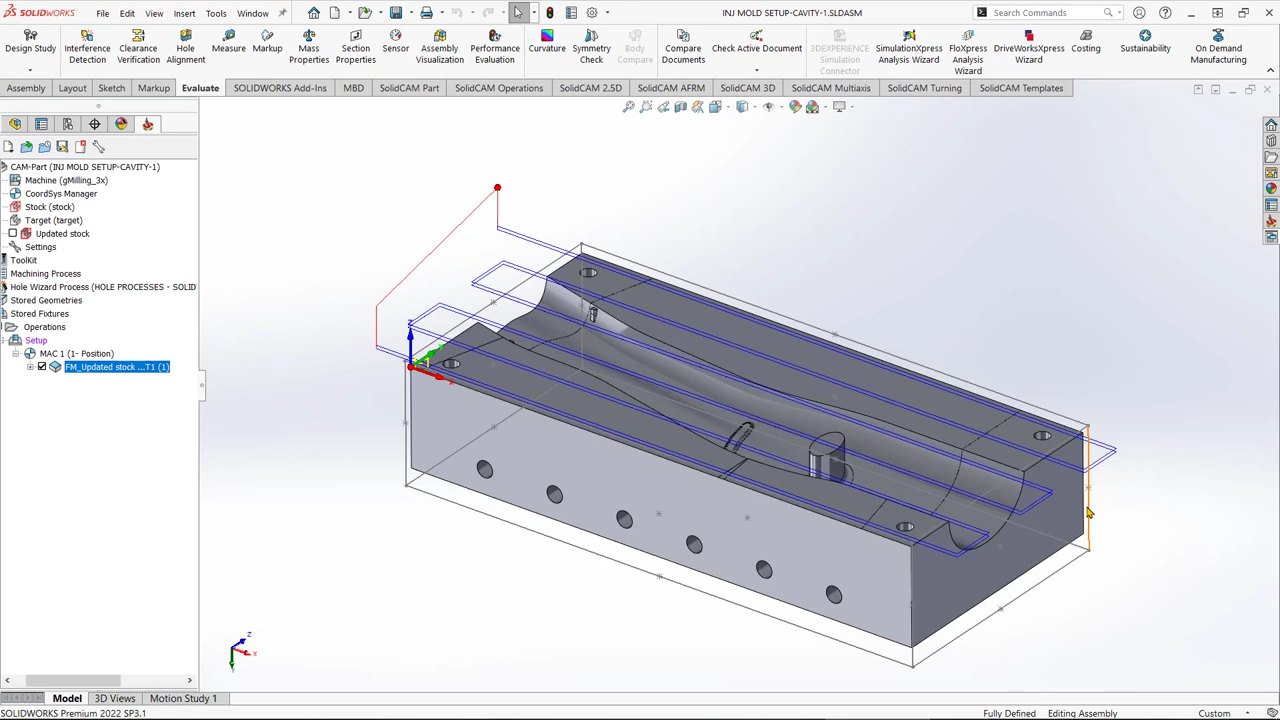 SOLIDWORKS File Edit View Insert Tools Window INJ MOLD SETUP-CAVITY-1.SLDASM Search Commands
Design Study Interference Detection Clearance Verification Hole Alignment Measure Markup Mass Properties Section Properties Sensor Assembly Visualization Performance Evaluation Curvature Symmetry Check Body Compare Compare Documents Check Active Document 3DEXPERIENCE Simulation Connector SimulationXpress Analysis Wizard FloXpress Analysis Wizard DriveWorksXpress Wizard Costing Sustainability On Demand Manufacturing
Assembly Layout Sketch Markup Evaluate SOLIDWORKS Add-Ins MBD SolidCAM Part SolidCAM Operations SolidCAM 2.5D SolidCAM AFRM SolidCAM 3D SolidCAM Multiaxis SolidCAM Turning SolidCAM Templates
CAM-Part (INJ MOLD SETUP-CAVITY-1)
Machine (gMilling_3x)
CoordSys Manager
Stock (stock)
Target (target)
Updated stock
Settings
ToolKit
Machining Process
Hole Wizard Process (HOLE PROCESSES - SOLID
Stored Geometries
Stored Fixtures
Operations
Setup
MAC 1 (1- Position)
FM_Updated stock ...T1 (1)
Z
1
x
z
x
y
Model 3D Views Motion Study 1
SOLIDWORKS Premium 2022 SP3.1 Fully Defined Editing Assembly Custom